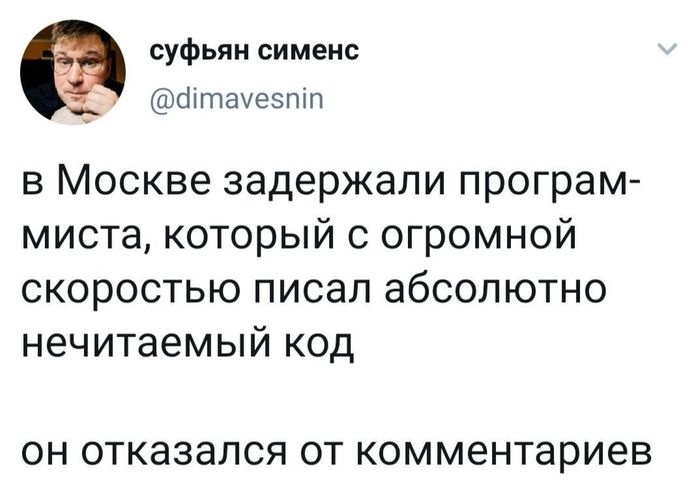 суфьян сименс
@dimavesnin
в Москве задержали програм-
миста, который с огромной
скоростью писал абсолютно
нечитаемый код
он отказался от комментариев